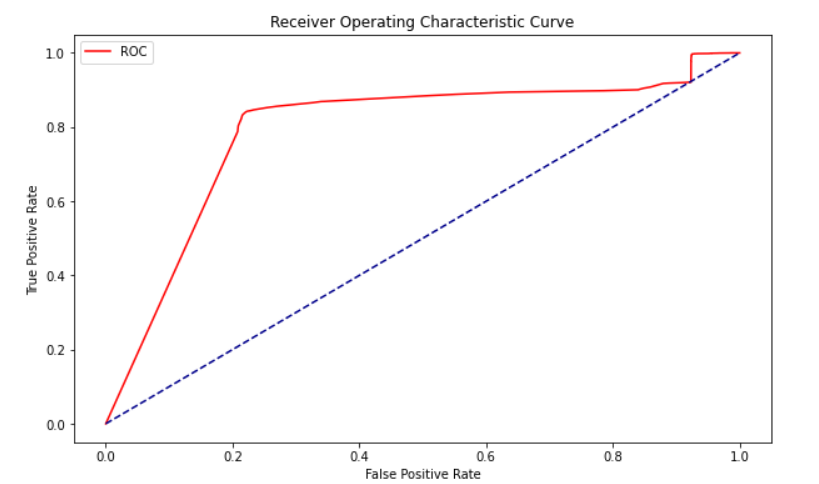 Receiver Operating Characteristic Curve
ROC
True Positive Rate
1.0
0.8
0.6
0.4
0.2
0.0
0.0 0.2 0.4 0.6 0.8 1.0
False Positive Rate